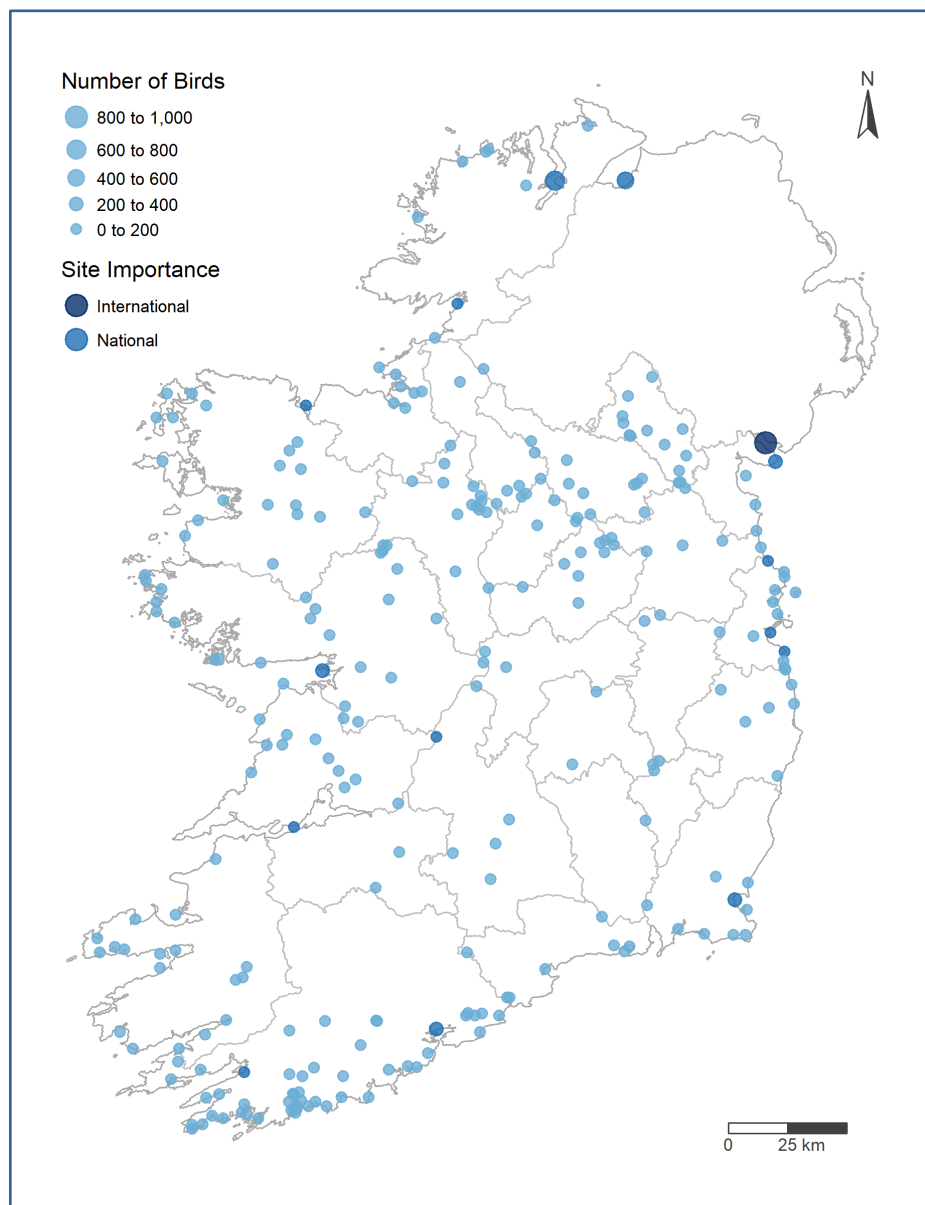 Number of Birds
800 to 1,000
600 to 800
400 to 600
200 to 400
0 to 200
Site Importance
International
National
N
0 25 km